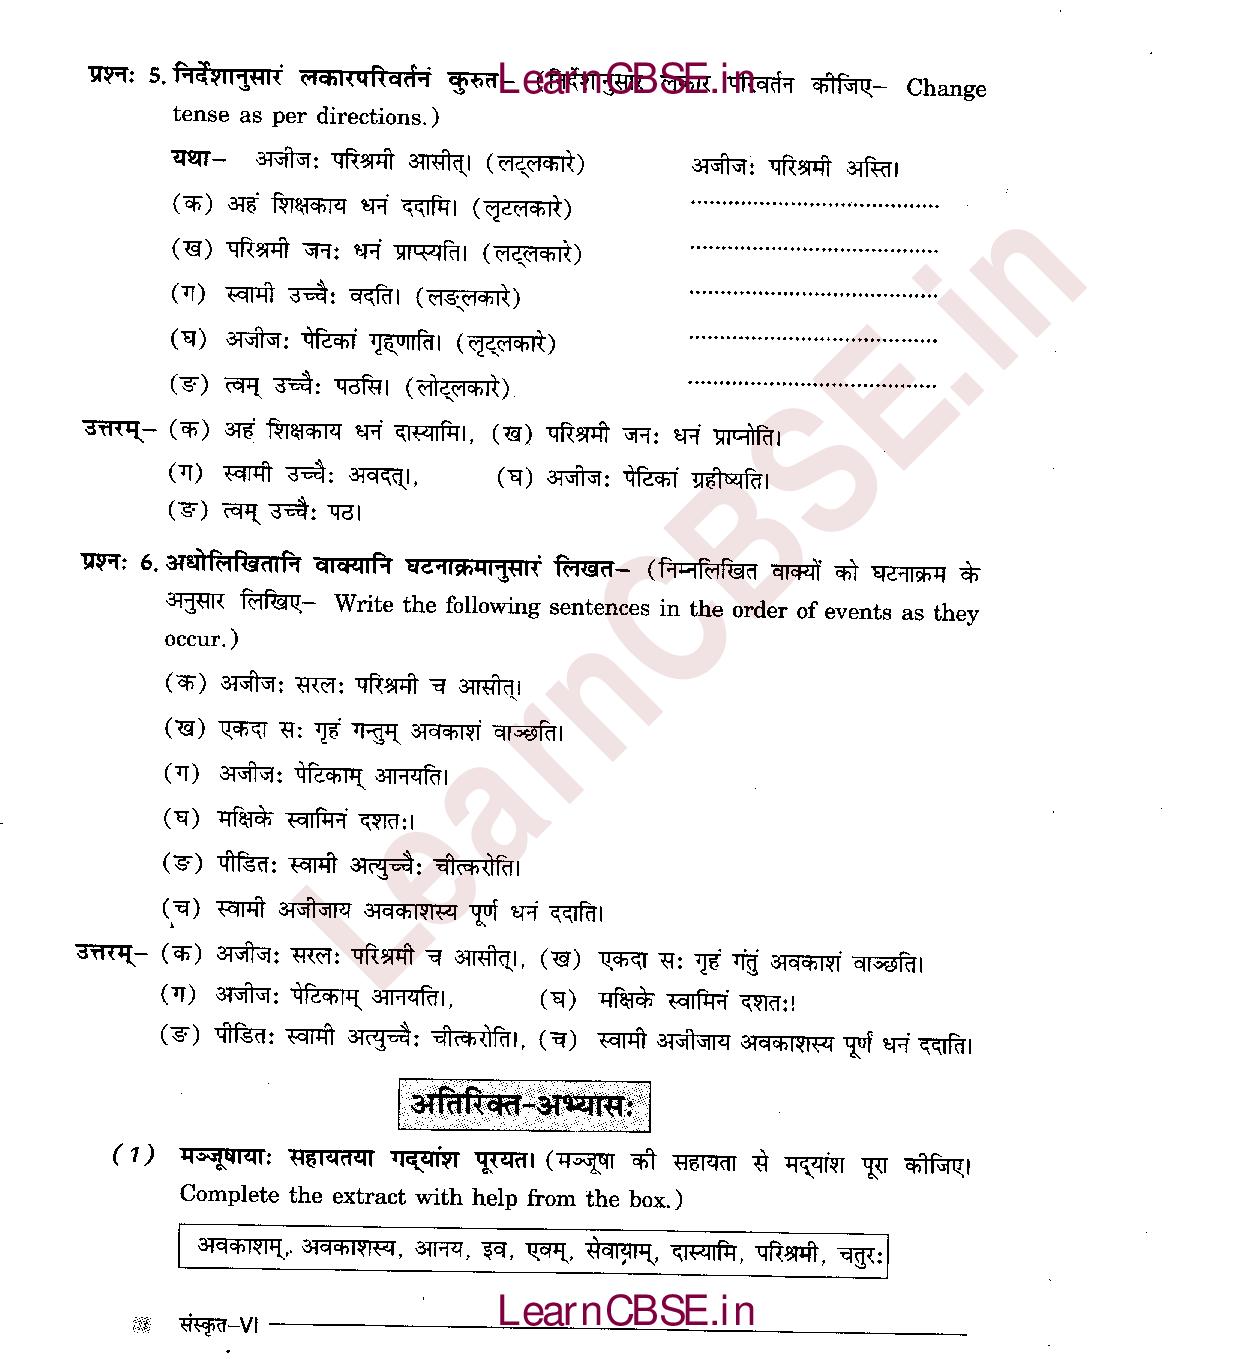 प्रश्नः 5. निर्देशानुसारं लकारपरिवर्तनं कुरुत– (निर्देशानुसार लकार परिवर्तन कीजिए– Change
LearnCBSE.in
tense as per directions.)
यथा– अजीजः परिश्रमी आसीत्। (लट्लकारे) अजीजः परिश्रमी अस्ति।
(क) अहं शिक्षकाय धनं ददामि। (लृटलकारे) ........................................
(ख) परिश्रमी जनः धनं प्राप्स्यति। (लट्लकारे) ........................................
(ग) स्वामी उच्चैः वदति। (लङ्लकारे) ........................................
(घ) अजीजः पेटिकां गृह्णाति। (लृट्लकारे) ........................................
(ङ) त्वम् उच्चैः पठसि। (लोट्लकारे) ........................................
उत्तरम्– (क) अहं शिक्षकाय धनं दास्यामि।, (ख) परिश्रमी जनः धनं प्राप्नोति।
(ग) स्वामी उच्चैः अवदत्।, (घ) अजीजः पेटिकां ग्रहीष्यति।
(ङ) त्वम् उच्चैः पठ।
प्रश्नः 6. अधोलिखितानि वाक्यानि घटनाक्रमानुसारं लिखत– (निम्नलिखित वाक्यों को घटनाक्रम के
अनुसार लिखिए– Write the following sentences in the order of events as they
occur.)
(क) अजीजः सरलः परिश्रमी च आसीत्।
(ख) एकदा सः गृहं गन्तुम् अवकाशं वाञ्छति।
(ग) अजीजः पेटिकाम् आनयति।
(घ) मक्षिके स्वामिनं दशतः।
(ङ) पीडितः स्वामी अत्युच्चैः चीत्करोति।
(च) स्वामी अजीजाय अवकाशस्य पूर्ण धनं ददाति।
उत्तरम्– (क) अजीजः सरलः परिश्रमी च आसीत्।, (ख) एकदा सः गृहं गंतुं अवकाशं वाञ्छति।
(ग) अजीजः पेटिकाम् आनयति।, (घ) मक्षिके स्वामिनं दशतः!
(ङ) पीडितः स्वामी अत्युच्चैः चीत्करोति।, (च) स्वामी अजीजाय अवकाशस्य पूर्णं धनं ददाति।
अतिरिक्त-अभ्यासः
(1) मञ्जूषायाः सहायतया गद्यांश पूरयत। (मञ्जूषा की सहायता से मद्यांश पूरा कीजिए।
Complete the extract with help from the box.)
अवकाशम्, अवकाशस्य, आनय, इव, एवम्, सेवायाम्, दास्यामि, परिश्रमी, चतुरः
LearnCBSE.in
संस्कृत–VI
LearnCBSE.in